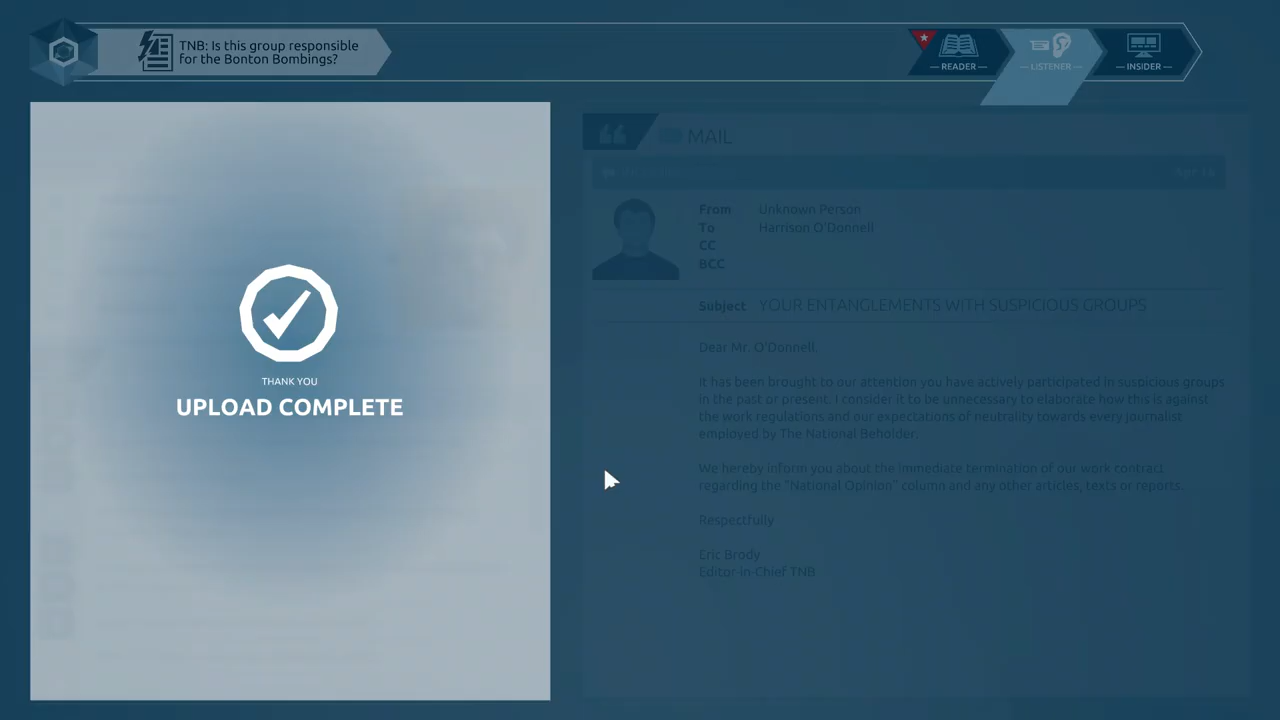 TNB: Is this group responsible
for the Bonton Bombings?
— READER —
— LISTENER —
— INSIDER —
THANK YOU
UPLOAD COMPLETE
MAIL
Apr 16
From Unknown Person
To Harrison O'Donnell
CC
BCC
Subject YOUR ENTANGLEMENTS WITH SUSPICIOUS GROUPS
Dear Mr. O'Donnell.
It has been brought to our attention you have actively participated in suspicious groups
in the past or present. I consider it to be unnecessary to elaborate how this is against
the work regulations and our expectations of neutrality towards every journalist
employed by The National Beholder.
We hereby inform you about the immediate termination of our work contract
regarding the "National Opinion" column and any other articles, texts or reports.
Respectfully
Eric Brody
Editor-in-Chief TNB